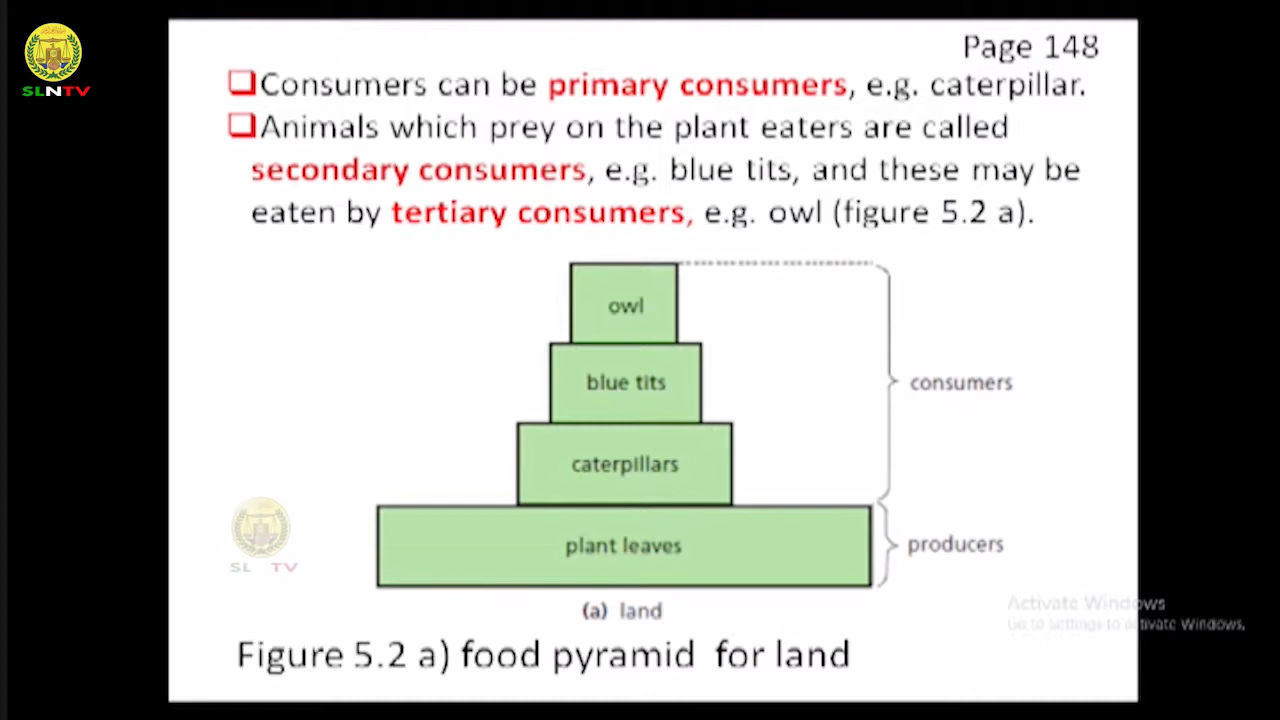 SLNTV
Page 148
❑Consumers can be primary consumers, e.g. caterpillar.
❑Animals which prey on the plant eaters are called
secondary consumers, e.g. blue tits, and these may be
eaten by tertiary consumers, e.g. owl (figure 5.2 a).
owl
blue tits
consumers
caterpillars
plant leaves
producers
SL TV
(a) land
Activate Windows
Go to Settings to activate Windows.
Figure 5.2 a) food pyramid for land